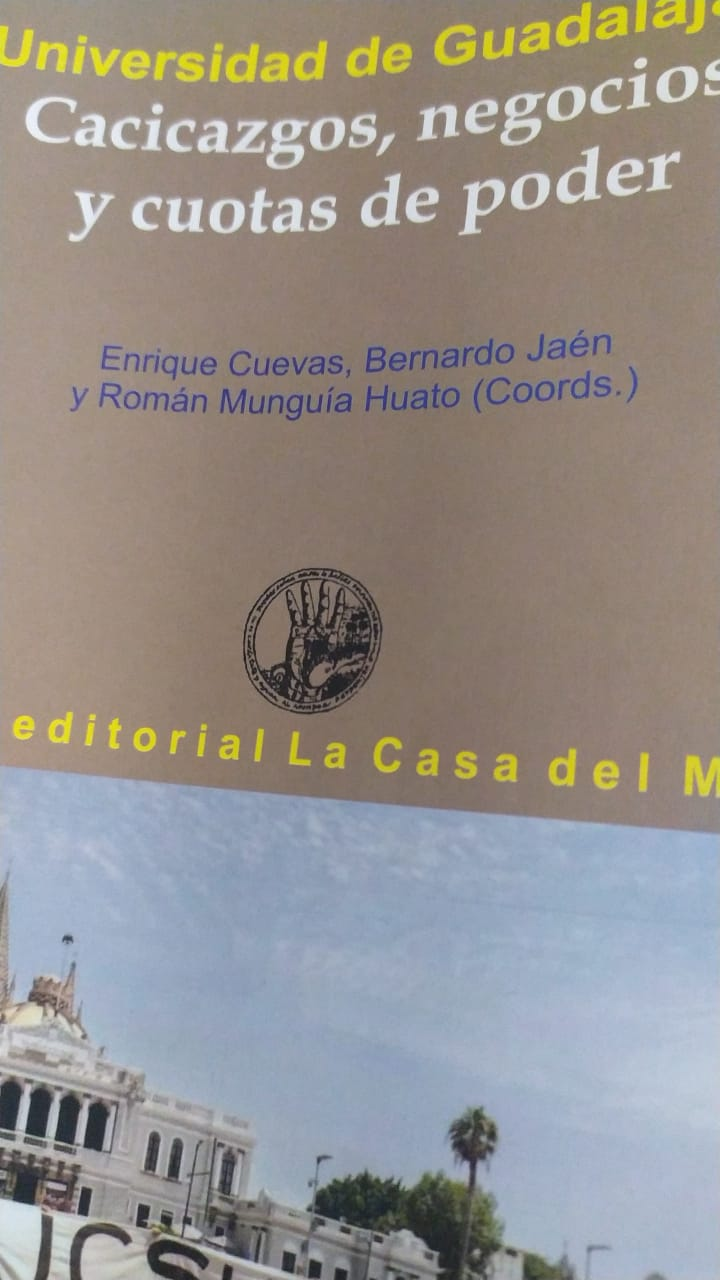 Universidad de Guadalaja
Cacicazgos, negocios
y cuotas de poder
Enrique Cuevas, Bernardo Jaén
y Román Munguía Huato (Coords.)
editorial La Casa del M